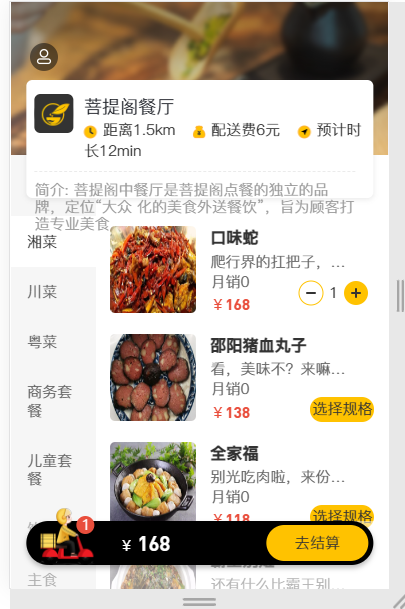 菩提阁餐厅
距离1.5km 配送费6元 预计时
长12min
简介: 菩提阁中餐厅是菩提阁点餐的独立的品
牌，定位“大众 化的美食外送餐饮”，旨为顾客打
造专业美食
湘菜
川菜
粤菜
商务套
餐
儿童套
餐
主食
口味蛇
爬行界的扛把子，...
月销0
￥168
1
邵阳猪血丸子
看，美味不？来嘛...
月销0
￥138
选择规格
全家福
别光吃肉啦，来份...
月销0
￥118
选择规格
还有什么比霸王别...
1
￥ 168
去结算